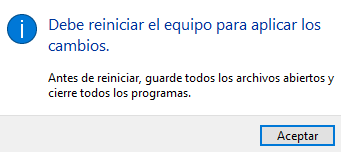 Debe reiniciar el equipo para aplicar los
cambios.
Antes de reiniciar, guarde todos los archivos abiertos y
cierre todos los programas.
Aceptar